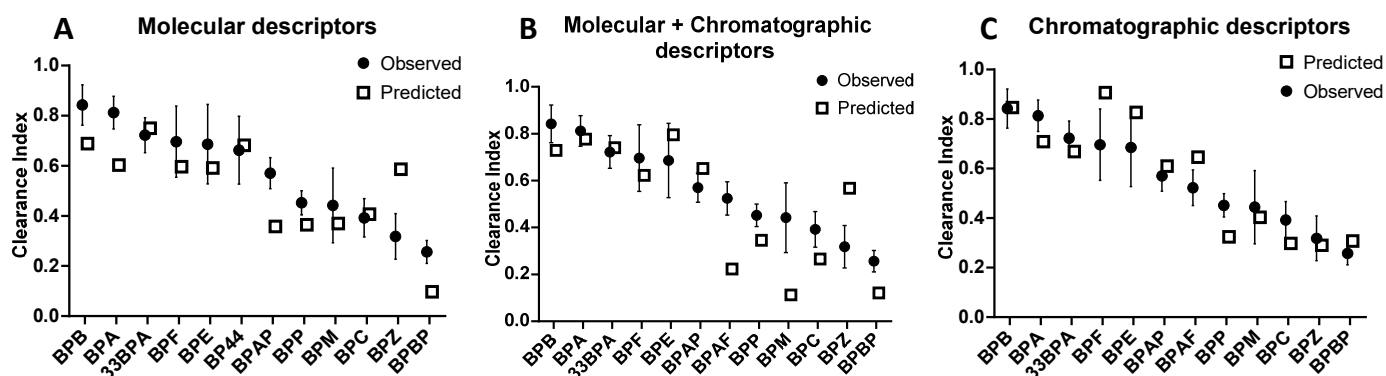 A
Molecular descriptors
Observed
Predicted
Clearance Index
1.0
0.8
0.6
0.4
0.2
0.0
BPB
BPA
33BPA
BPF
BPE
BP44
BPAP
BPP
BPM
BPC
BPZ
BPBP
B
Molecular + Chromatographic
descriptors
Observed
Predicted
Clearance Index
1.0
0.8
0.6
0.4
0.2
0.0
BPB
BPA
33BPA
BPF
BPE
BPAP
BPAF
BPP
BPM
BPC
BPZ
BPBP
C
Chromatographic descriptors
Predicted
Observed
Clearance Index
1.0
0.8
0.6
0.4
0.2
0.0
BPB
BPA
33BPA
BPF
BPE
BPAP
BPAF
BPP
BPM
BPC
BPZ
BPBP